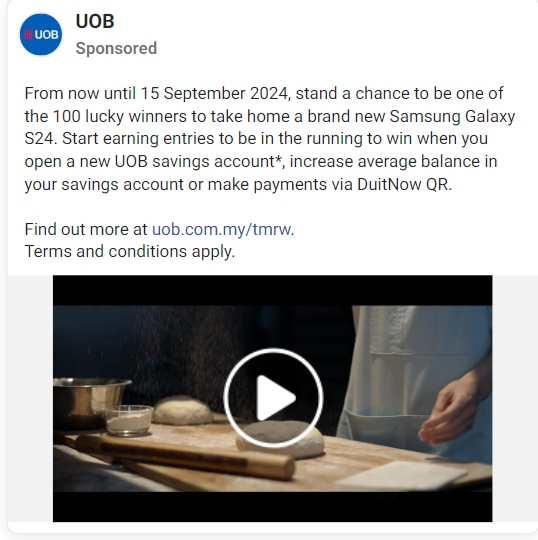 UOB
UOB
Sponsored
From now until 15 September 2024, stand a chance to be one of
the 100 lucky winners to take home a brand new Samsung Galaxy
S24. Start earning entries to be in the running to win when you
open a new UOB savings account*, increase average balance in
your savings account or make payments via DuitNow QR.
Find out more at uob.com.my/tmrw.
Terms and conditions apply.